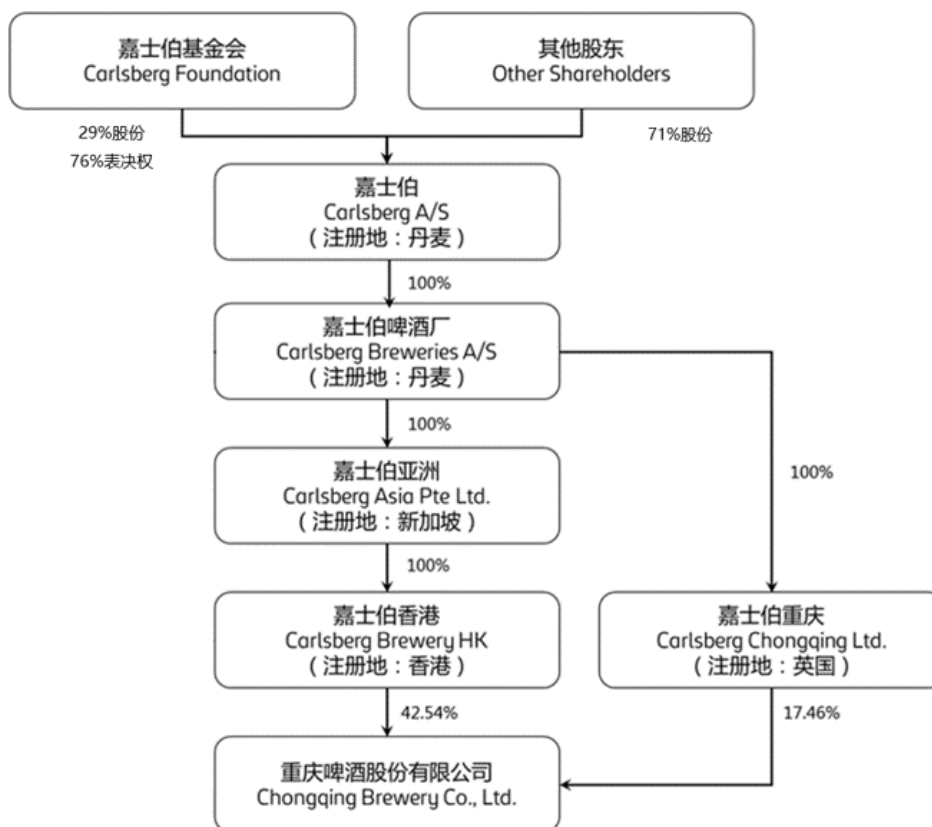 嘉士伯基金会
Carlsberg Foundation
其他股东
Other Shareholders
29%股份
76%表决权
71%股份
嘉士伯
Carlsberg A/S
（注册地：丹麦）
100%
嘉士伯啤酒厂
Carlsberg Breweries A/S
（注册地：丹麦）
100%
100%
嘉士伯亚洲
Carlsberg Asia Pte Ltd.
（注册地：新加坡）
100%
嘉士伯香港
Carlsberg Brewery HK
（注册地：香港）
嘉士伯重庆
Carlsberg Chongqing Ltd.
（注册地：英国）
42.54%
17.46%
重庆啤酒股份有限公司
Chongqing Brewery Co., Ltd.